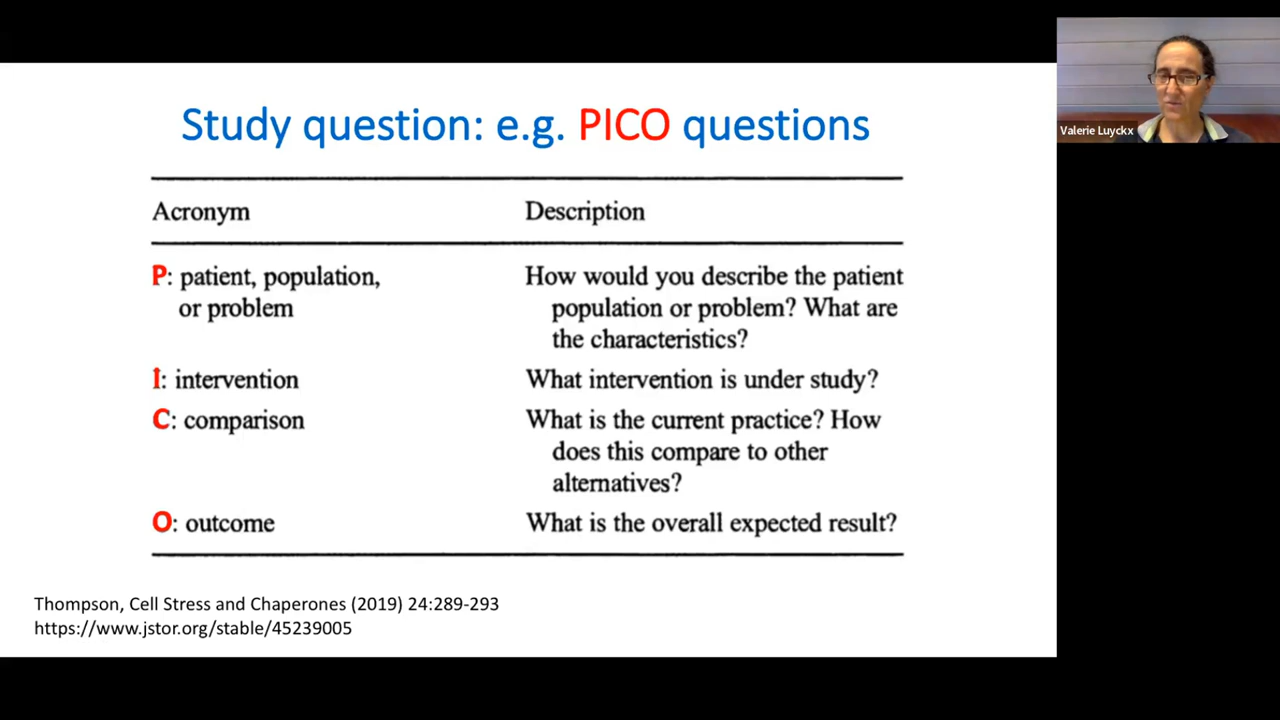 Study question: e.g. PICO questions
Acronym Description
P: patient, population, How would you describe the patient
or problem population or problem? What are
the characteristics?
I: intervention What intervention is under study?
C: comparison What is the current practice? How
does this compare to other
alternatives?
O: outcome What is the overall expected result?
Thompson, Cell Stress and Chaperones (2019) 24:289-293
https://www.jstor.org/stable/45239005
Valerie Luyckx